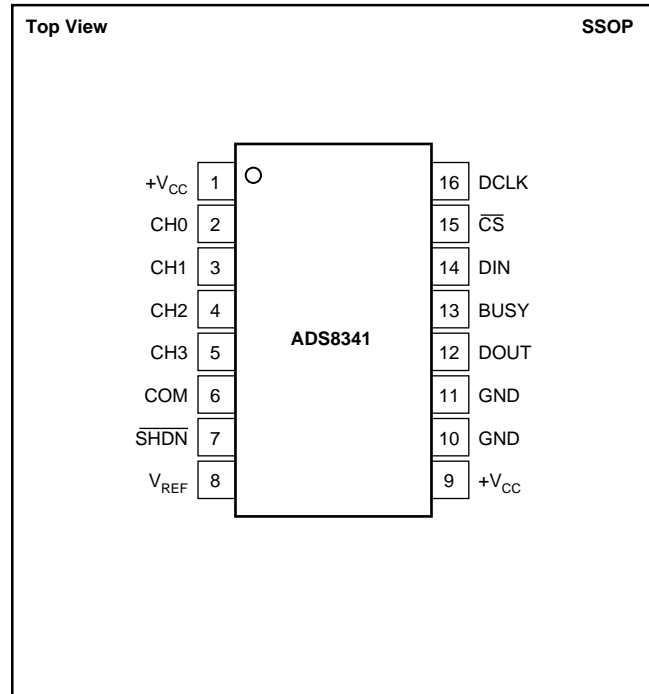 Top View SSOP
+VCC 1 16 DCLK
CH0 2 15 CS
CH1 3 14 DIN
CH2 4 13 BUSY
ADS8341
CH3 5 12 DOUT
COM 6 11 GND
SHDN 7 10 GND
VREF 8 9 +VCC